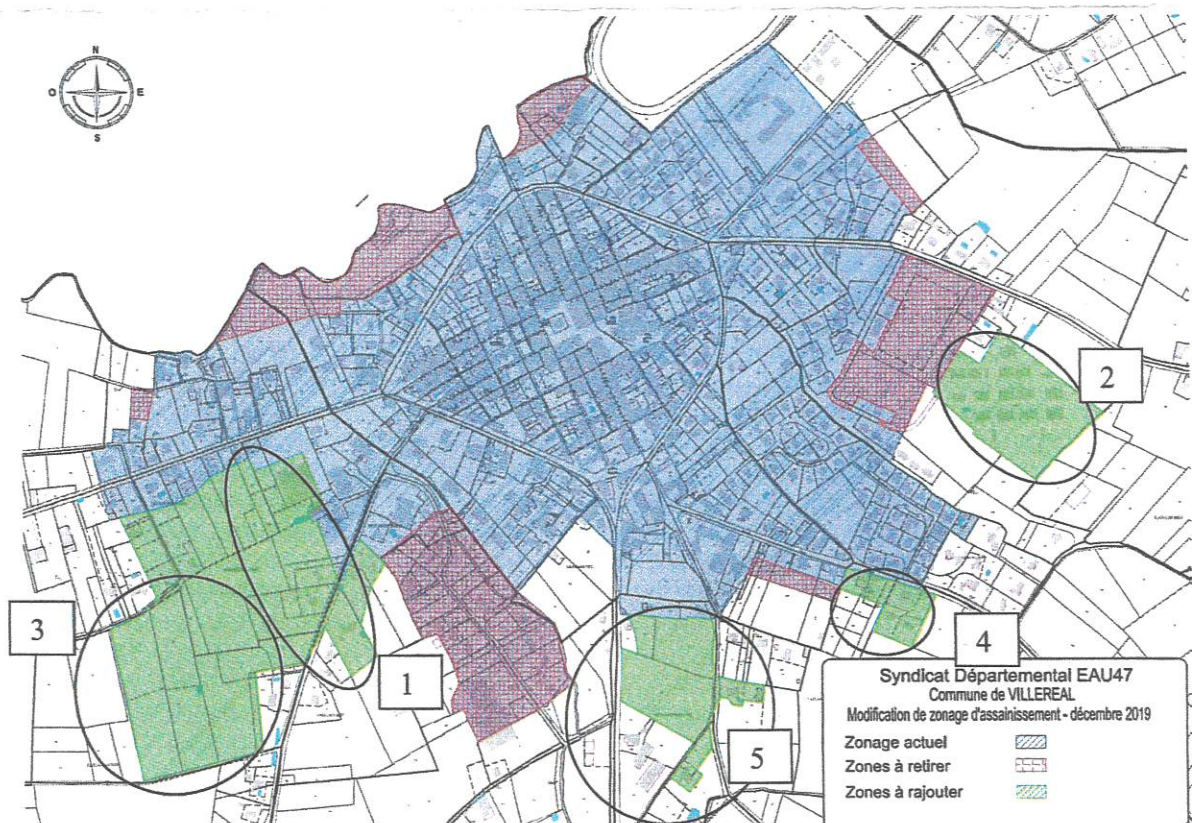 N
O
E
S
2
3
1
4
5
Syndicat Départemental EAU47
Commune de VILLEREAL
Modification de zonage d'assainissement - décembre 2019
Zonage actuel
Zones à retirer
Zones à rajouter